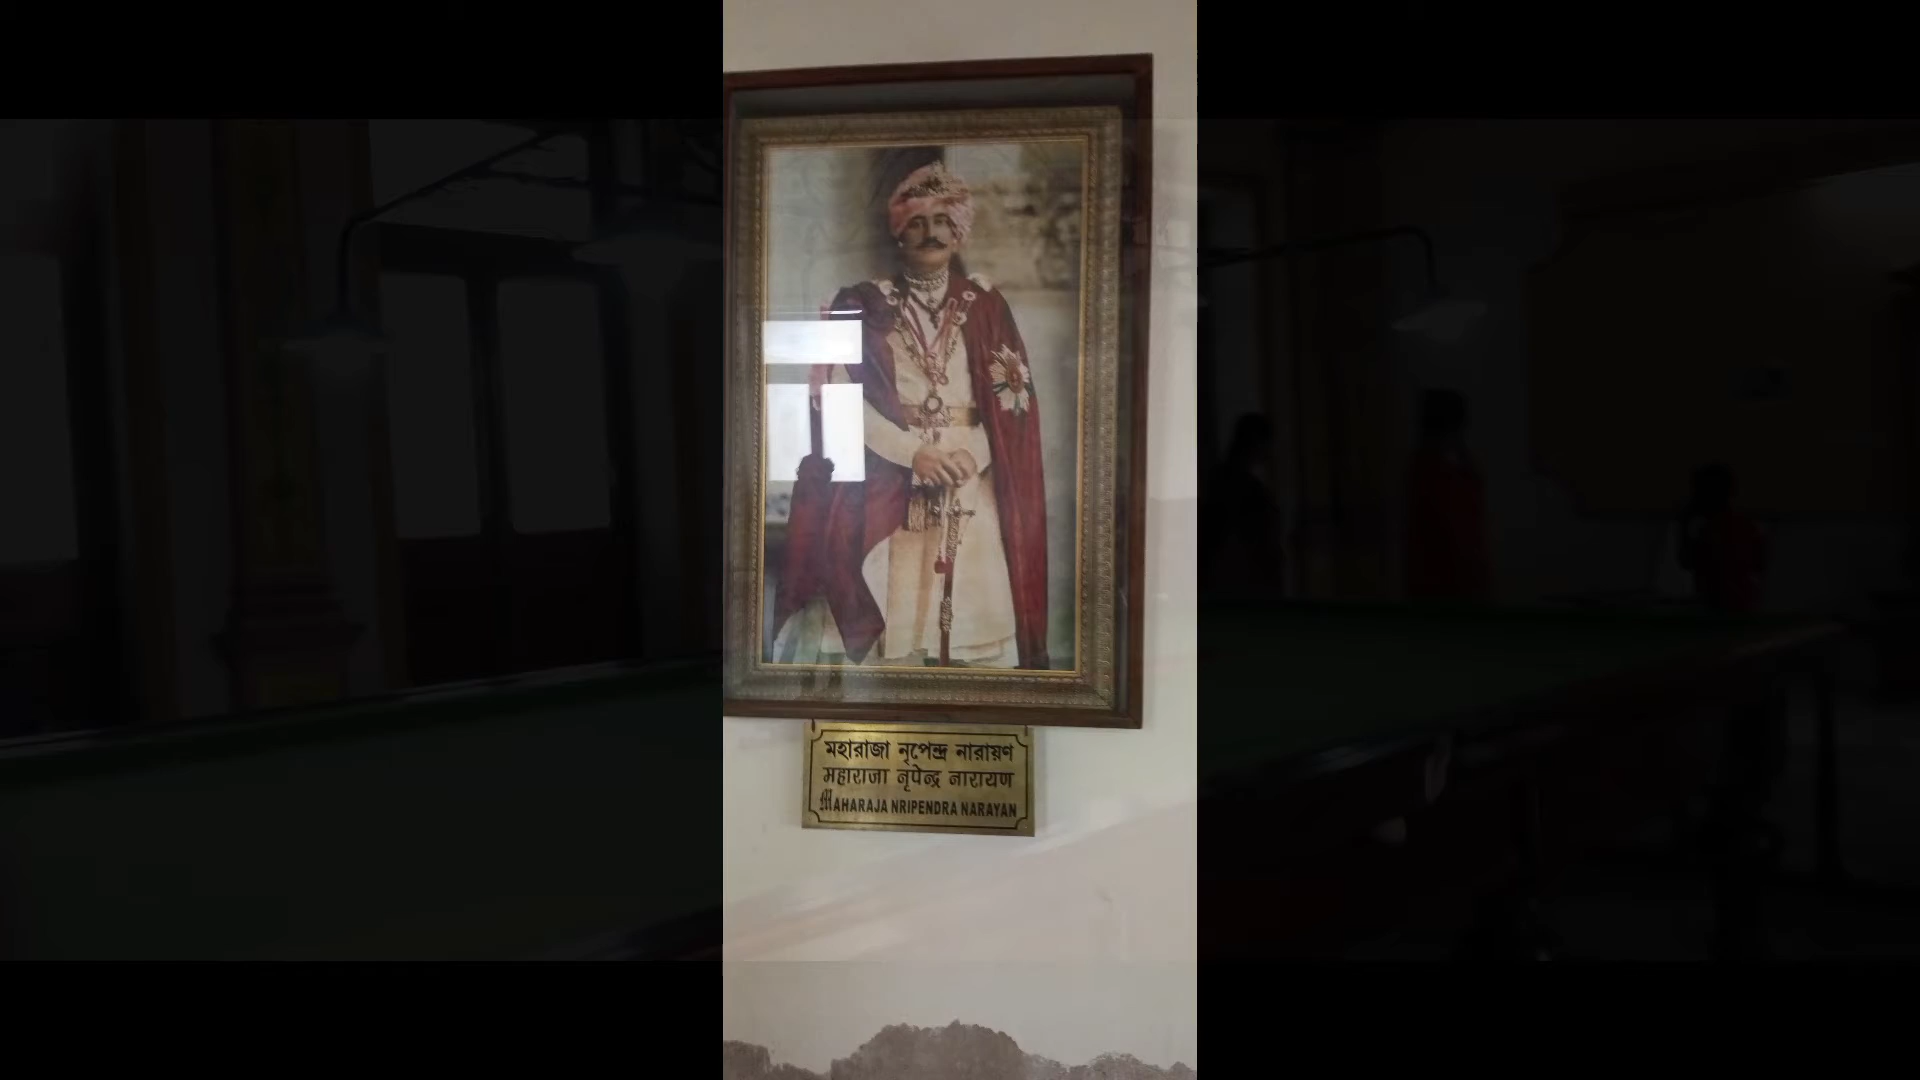 মহারাজা নৃপেন্দ্র নারায়ণ
महाराजा नृपेन्द्र नारायण
MAHARAJA NRIPENDRA NARAYAN